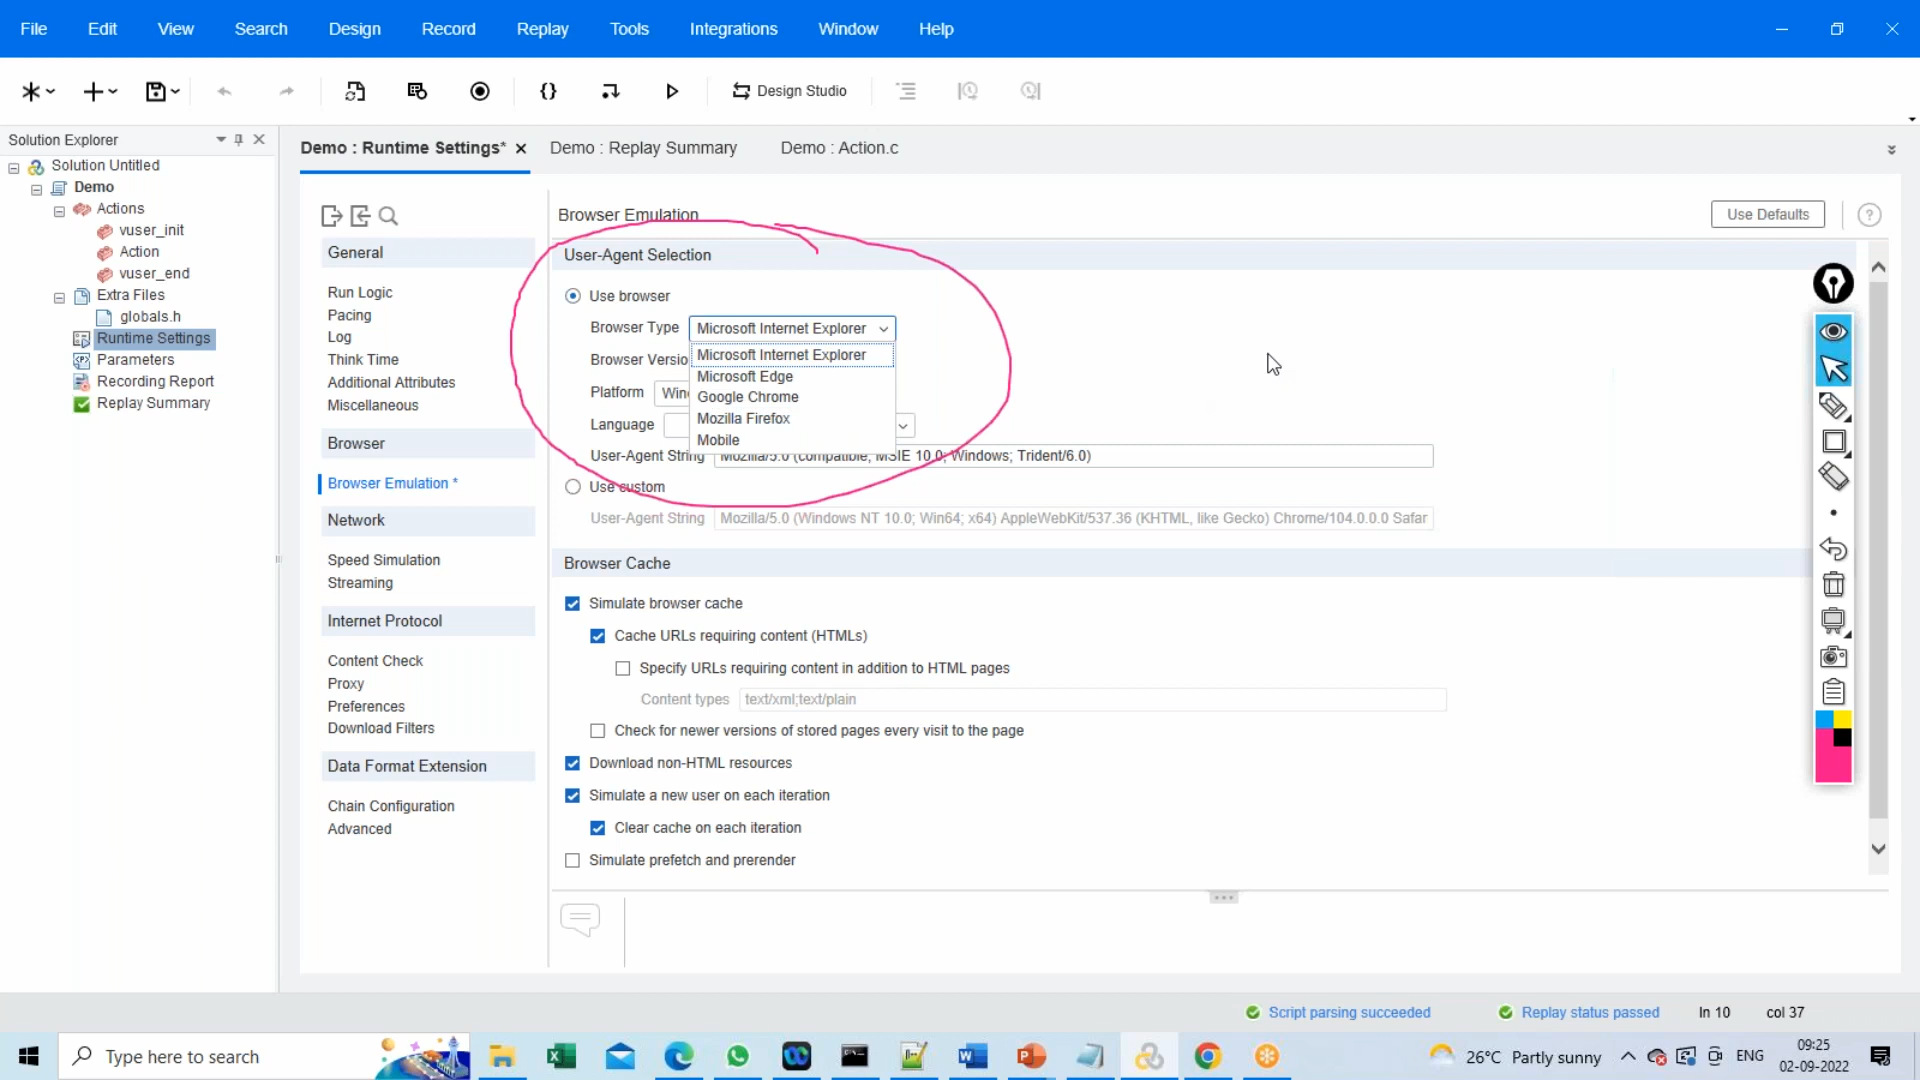 File Edit View Search Design Record Replay Tools Integrations Window Help
Design Studio
Solution Explorer
Solution Untitled
Demo
Actions
vuser_init
Action
vuser_end
Extra Files
globals.h
Runtime Settings
Parameters
Recording Report
Replay Summary
Demo : Runtime Settings* Demo : Replay Summary Demo : Action.c
General
Run Logic
Pacing
Log
Think Time
Additional Attributes
Miscellaneous
Browser
Browser Emulation *
Network
Speed Simulation
Streaming
Internet Protocol
Content Check
Proxy
Preferences
Download Filters
Data Format Extension
Chain Configuration
Advanced
Browser Emulation Use Defaults ?
User-Agent Selection
Use browser
Browser Type Microsoft Internet Explorer
Microsoft Internet Explorer
Browser Versio
Microsoft Edge
Platform Win
Google Chrome
Mozilla Firefox
Language
Mobile
User-Agent String Mozilla/5.0 (compatible; MSIE 10.0; Windows; Trident/6.0)
Use custom
User-Agent String Mozilla/5.0 (Windows NT 10.0; Win64; x64) AppleWebKit/537.36 (KHTML, like Gecko) Chrome/104.0.0.0 Safar
Browser Cache
Simulate browser cache
Cache URLs requiring content (HTMLs)
Specify URLs requiring content in addition to HTML pages
Content types text/xml;text/plain
Check for newer versions of stored pages every visit to the page
Download non-HTML resources
Simulate a new user on each iteration
Clear cache on each iteration
Simulate prefetch and prerender
Script parsing succeeded Replay status passed ln 10 col 37
Type here to search
26°C Partly sunny ENG 09:25
02-09-2022